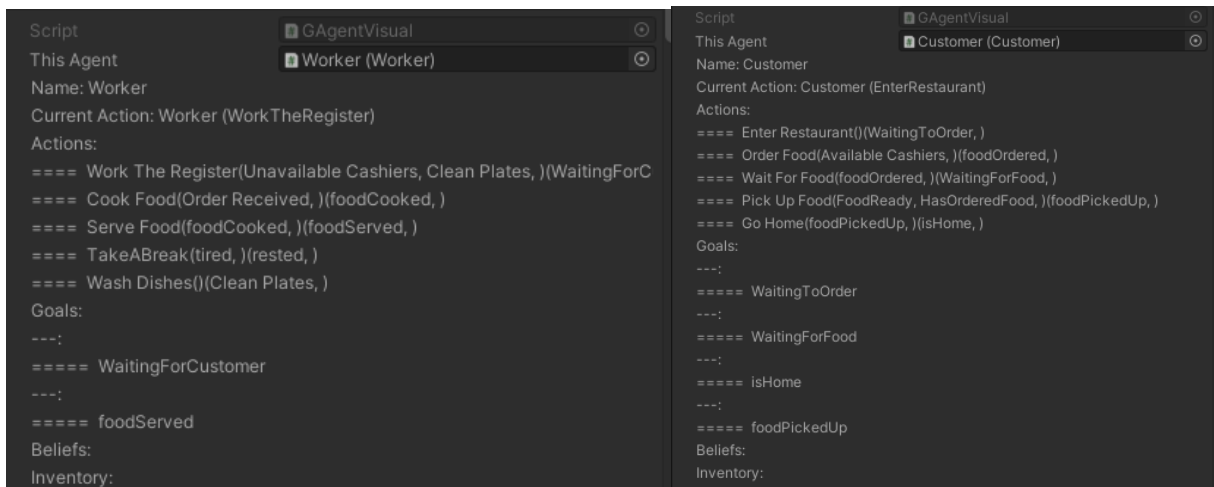 Script GAgentVisual
This Agent Worker (Worker)
Name: Worker
Current Action: Worker (WorkTheRegister)
Actions:
==== Work The Register(Unavailable Cashiers, Clean Plates, )(WaitingForC
==== Cook Food(Order Received, )(foodCooked, )
==== Serve Food(foodCooked, )(foodServed, )
==== TakeABreak(tired, )(rested, )
==== Wash Dishes()(Clean Plates, )
Goals:
---:
===== WaitingForCustomer
---:
===== foodServed
Beliefs:
Inventory:
Script GAgentVisual
This Agent Customer (Customer)
Name: Customer
Current Action: Customer (EnterRestaurant)
Actions:
==== Enter Restaurant()(WaitingToOrder, )
==== Order Food(Available Cashiers, )(foodOrdered, )
==== Wait For Food(foodOrdered, )(WaitingForFood, )
==== Pick Up Food(FoodReady, HasOrderedFood, )(foodPickedUp, )
==== Go Home(foodPickedUp, )(isHome, )
Goals:
---:
===== WaitingToOrder
---:
===== WaitingForFood
---:
===== isHome
---:
===== foodPickedUp
Beliefs:
Inventory: